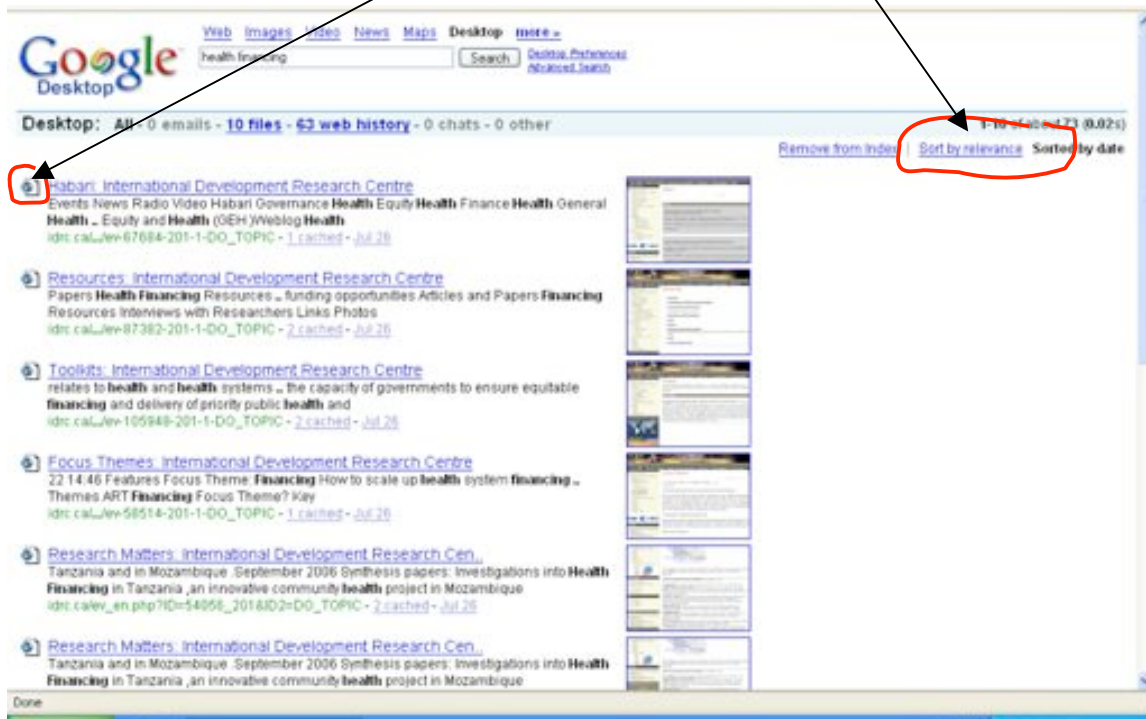 Web Images Video News Maps Desktop more »
Google
Desktop
health financing
Search
Desktop Preferences
Advanced Search
Desktop: All - 0 emails - 10 files - 63 web history - 0 chats - 0 other
1-10 of about 73 (0.02s)
Remove from Index | Sort by relevance Sorted by date
Habari: International Development Research Centre
Events News Radio Video Habari Governance Health Equity Health Finance Health General
Health ... Equity and Health (GEH )Weblog Health
idrc.ca/.../ev-67684-201-1-DO_TOPIC - 1 cached - Jul 26
Resources: International Development Research Centre
Papers Health Financing Resources ... funding opportunities Articles and Papers Financing
Resources Interviews with Researchers Links Photos
idrc.ca/.../ev-87382-201-1-DO_TOPIC - 2 cached - Jul 26
Toolkits: International Development Research Centre
relates to health and health systems ... the capacity of governments to ensure equitable
financing and delivery of priority public health and
idrc.ca/.../ev-105948-201-1-DO_TOPIC - 2 cached - Jul 26
Focus Themes: International Development Research Centre
22 14:46 Features Focus Theme: Financing How to scale up health system financing ...
Themes ART Financing Focus Theme? Key
idrc.ca/.../ev-58514-201-1-DO_TOPIC - 1 cached - Jul 26
Research Matters: International Development Research Cen...
Tanzania and in Mozambique .September 2006 Synthesis papers: Investigations into Health
Financing in Tanzania ,an innovative community health project in Mozambique
idrc.ca/ev_en.php?ID=54056_201&ID2=DO_TOPIC - 2 cached - Jul 26
Research Matters: International Development Research Cen...
Tanzania and in Mozambique .September 2006 Synthesis papers: Investigations into Health
Financing in Tanzania ,an innovative community health project in Mozambique
Done